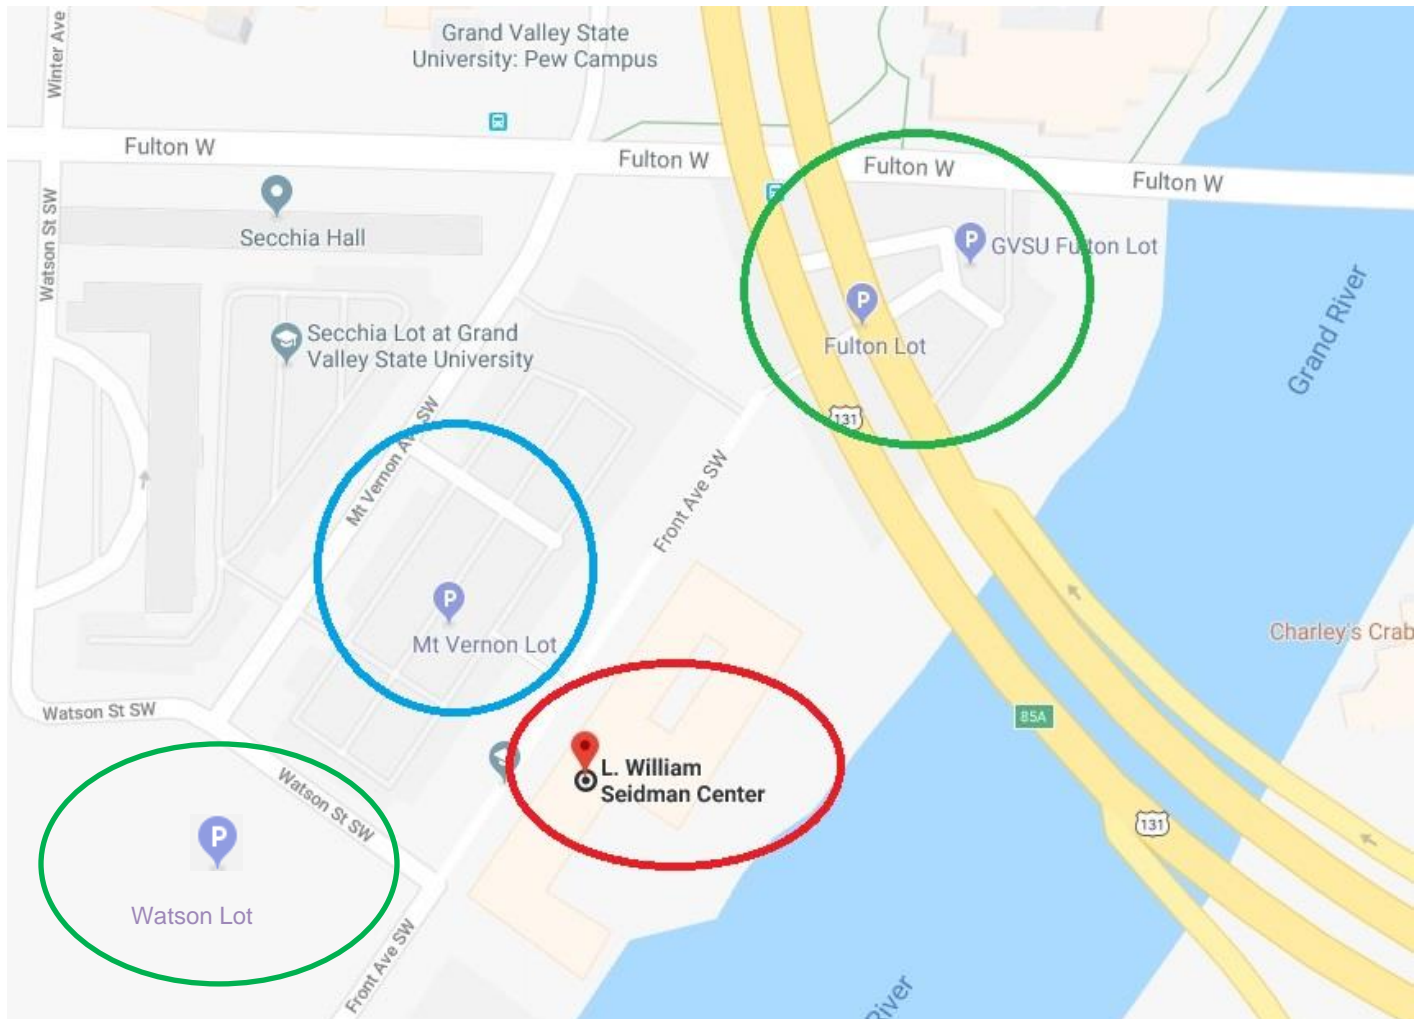 Winter Ave
Grand Valley State
University: Pew Campus
Fulton W
Fulton W
Fulton W
Fulton W
Watson St SW
Secchia Hall
P
GVSU Fulton Lot
Grand River
P
Fulton Lot
Secchia Lot at Grand
Valley State University
131
Mt Vernon Ave SW
Front Ave SW
P
Mt Vernon Lot
Charley's Crab
Watson St SW
85A
L. William
Seidman Center
Watson St SW
131
P
Watson Lot
Front Ave SW
River